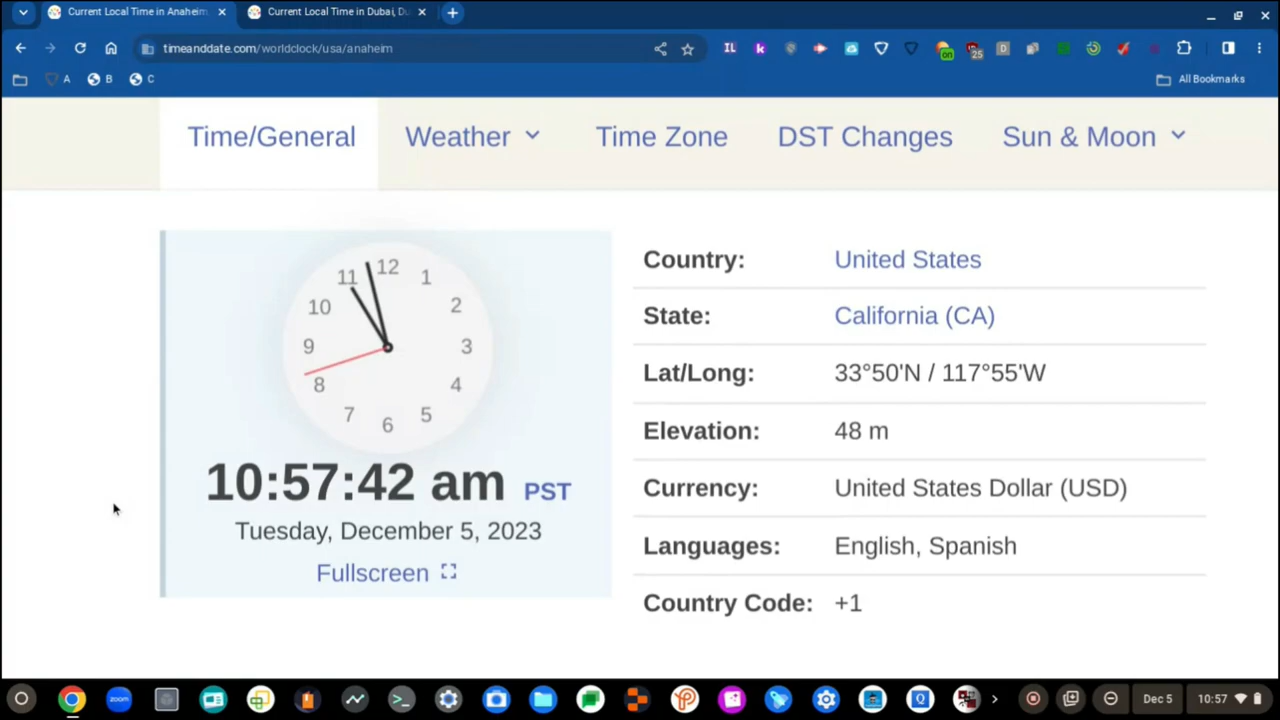 Current Local Time in Anaheim,
Current Local Time in Dubai, Du
timeanddate.com/worldclock/usa/anaheim
IL
k
on
25
D
A
B
C
All Bookmarks
Time/General
Weather
Time Zone
DST Changes
Sun & Moon
12
1
2
3
4
5
6
7
8
9
10
11
10:57:42 am PST
Tuesday, December 5, 2023
Fullscreen
Country: United States
State: California (CA)
Lat/Long: 33°50'N / 117°55'W
Elevation: 48 m
Currency: United States Dollar (USD)
Languages: English, Spanish
Country Code: +1
zoom
Q
Dec 5
10:57